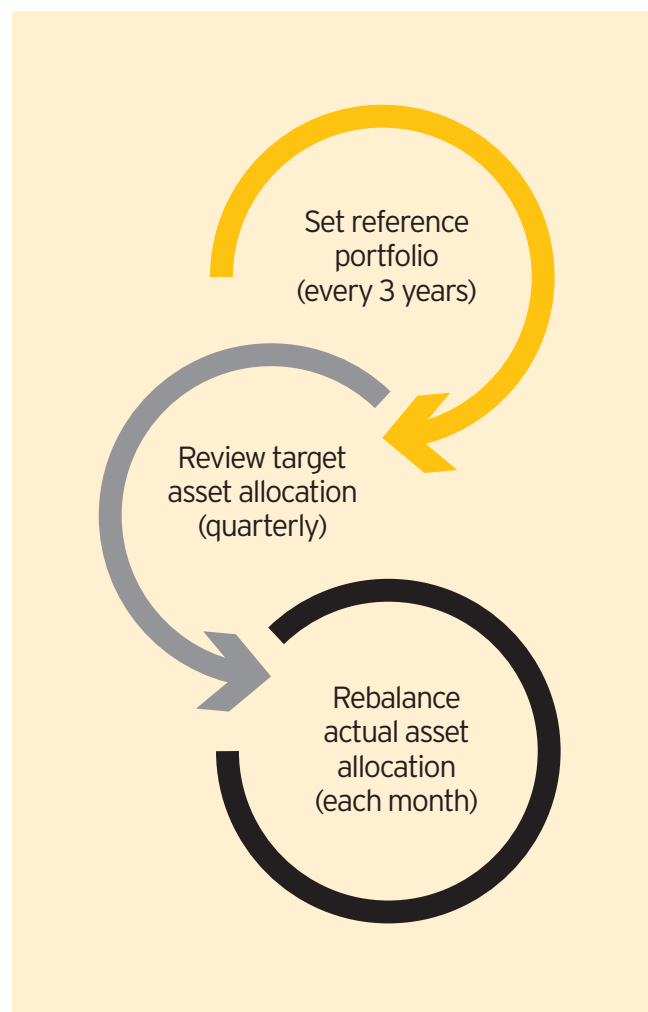 Set reference
portfolio
(every 3 years)
Review target
asset allocation
(quarterly)
Rebalance
actual asset
allocation
(each month)